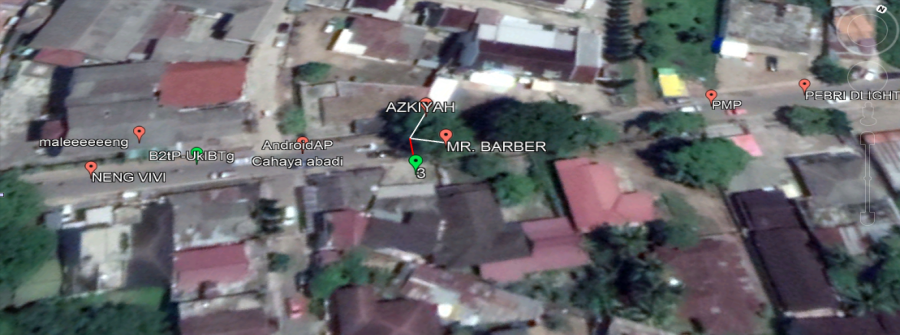 AZKIYAH
PMP
PEBRI DLIGHT
maleeeeeeng
B2tP-UkIBTg
AndroidAP
Cahaya abadi
MR. BARBER
NENG VIVI
3
N